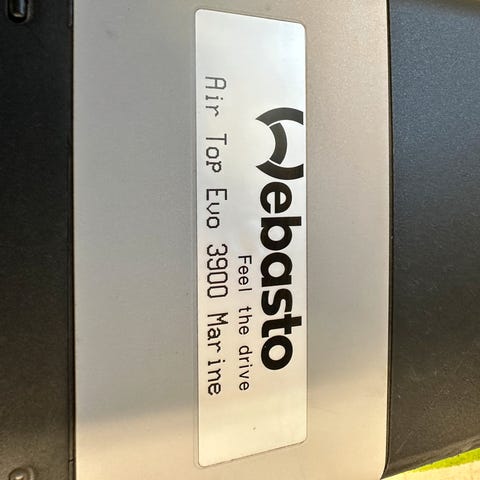 Webasto
Feel the drive
Air Top Evo 3900 Marine